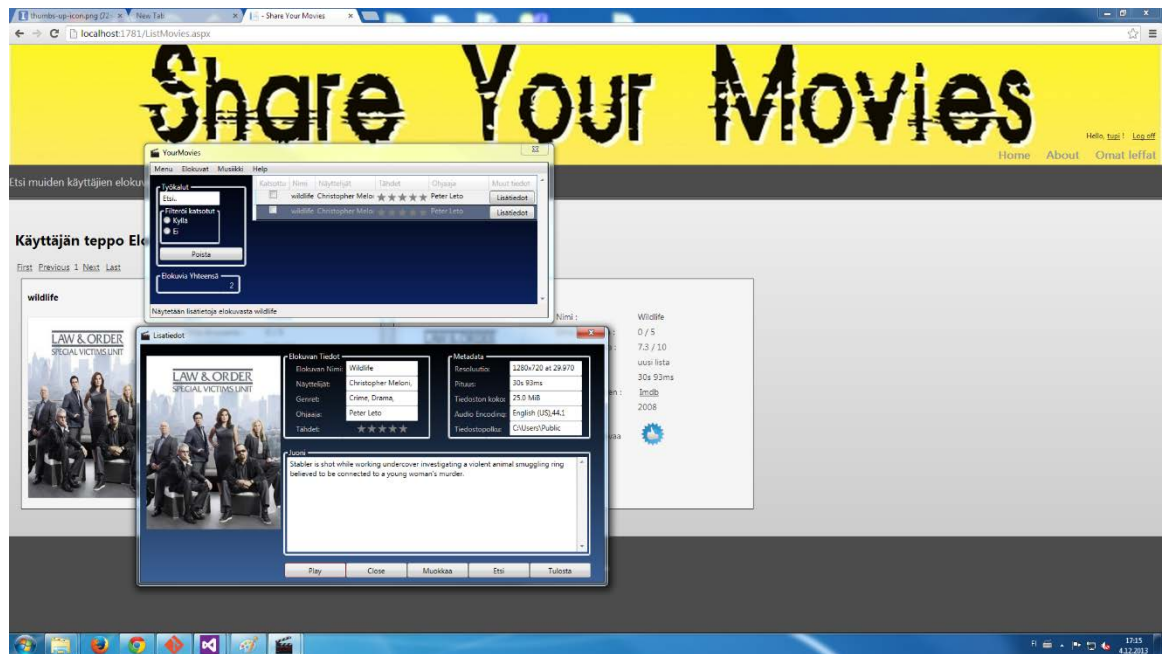 thumbs-up-icon.png (72
New Tab
- Share Your Movies
localhost:1781/ListMovies.aspx
Share Your Movies
Hello, tupi ! Log off
Home About Omat leffat
Etsi muiden käyttäjien
Käyttäjän teppo
First Previous 1 Next Last
wildlife
LAW & ORDER
SPECIAL VICTIMS UNIT
YourMovies
Menu Elokuvat Musiikki Help
Työkalut
Etsi..
Filteröi katsotut
Kyllä
Ei
Poista
Elokuvia Yhteensä
2
Katsottu Nimi Näyttelijät Tähdet Ohjaaja Muut tiedot
wildlife Christopher Melo Peter Leto Lisätiedot
wildlife Christopher Melo Peter Leto Lisätiedot
Näytetään lisätietoja elokuvasta wildlife
Nimi : Wildlife
0 / 5
7.3 / 10
uusi lista
30s 93ms
Imdb
2008
Lisatiedot
LAW & ORDER
SPECIAL VICTIMS UNIT
Elokuvan Tiedot
Elokuvan Nimi: Wildlife
Näyttelijät: Christopher Meloni,
Genret: Crime, Drama,
Ohjaaja: Peter Leto
Tähdet:
Metadata
Resoluutio: 1280x720 at 29.970
Pituus: 30s 93ms
Tiedoston koko: 25.0 MiB
Audio Encoding: English (US),44.1
Tiedostopolku: C:\Users\Public
Juoni
Stabler is shot while working undercover investigating a violent animal smuggling ring
believed to be connected to a young woman's murder.
Play Close Muokkaa Etsi Tulosta
FI
17:15
4.12.2013